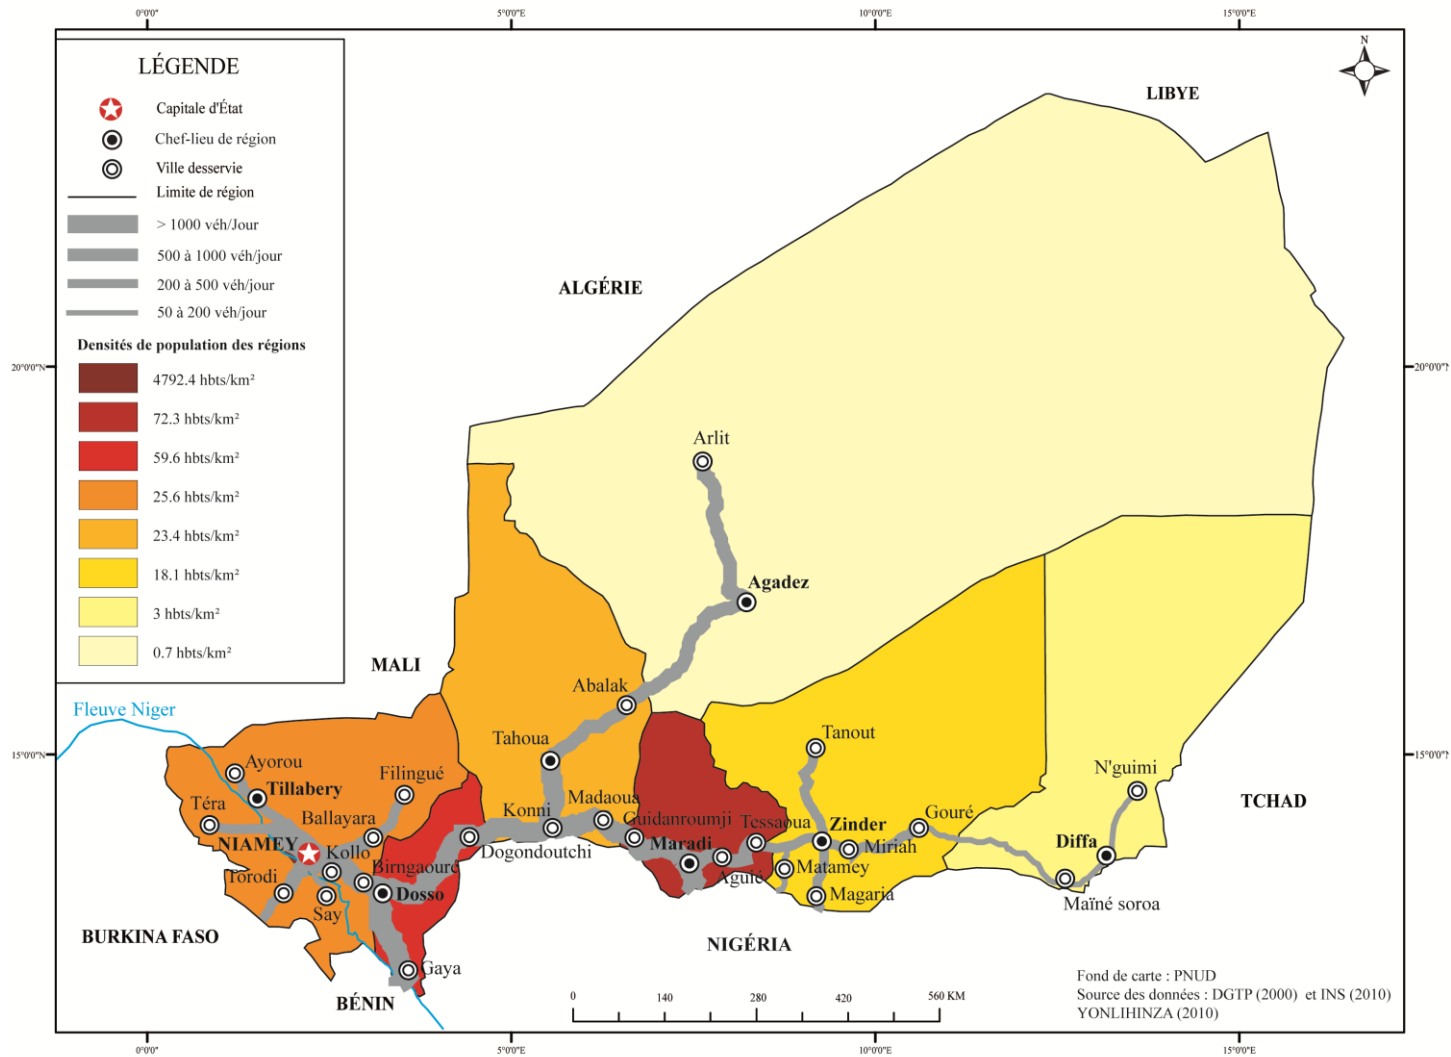 0°0'0"
5°0'0"E
10°0'0"E
15°0'0"E
N
LÉGENDE
Capitale d'État
Chef-lieu de région
Ville desservie
Limite de région
> 1000 véh/Jour
500 à 1000 véh/jour
200 à 500 véh/jour
50 à 200 véh/jour
Densités de population des régions
4792.4 hbts/km²
72.3 hbts/km²
59.6 hbts/km²
25.6 hbts/km²
23.4 hbts/km²
18.1 hbts/km²
3 hbts/km²
0.7 hbts/km²
LIBYE
ALGÉRIE
20°0'0"N
20°0'0"N
Arlit
Agadez
MALI
Abalak
Fleuve Niger
Tahoua
Tanout
15°0'0"N
15°0'0"N
Ayorou
Filingué
N'guimi
Tillabery
Téra
Ballayara
Konni
Madaoua
Guidanroumji
Tessaoua
Zinder
Gouré
TCHAD
NIAMEY
Kollo
Birngaouré
Dogondoutchi
Maradi
Aguié
Matamey
Miriah
Diffa
Torodi
Say
Dosso
Magaria
Maïné soroa
BURKINA FASO
NIGÉRIA
Gaya
BÉNIN
0 140 280 420 560 KM
Fond de carte : PNUD
Source des données : DGTP (2000) et INS (2010)
YONLIHINZA (2010)
0°0'0"
5°0'0"E
10°0'0"E
15°0'0"E